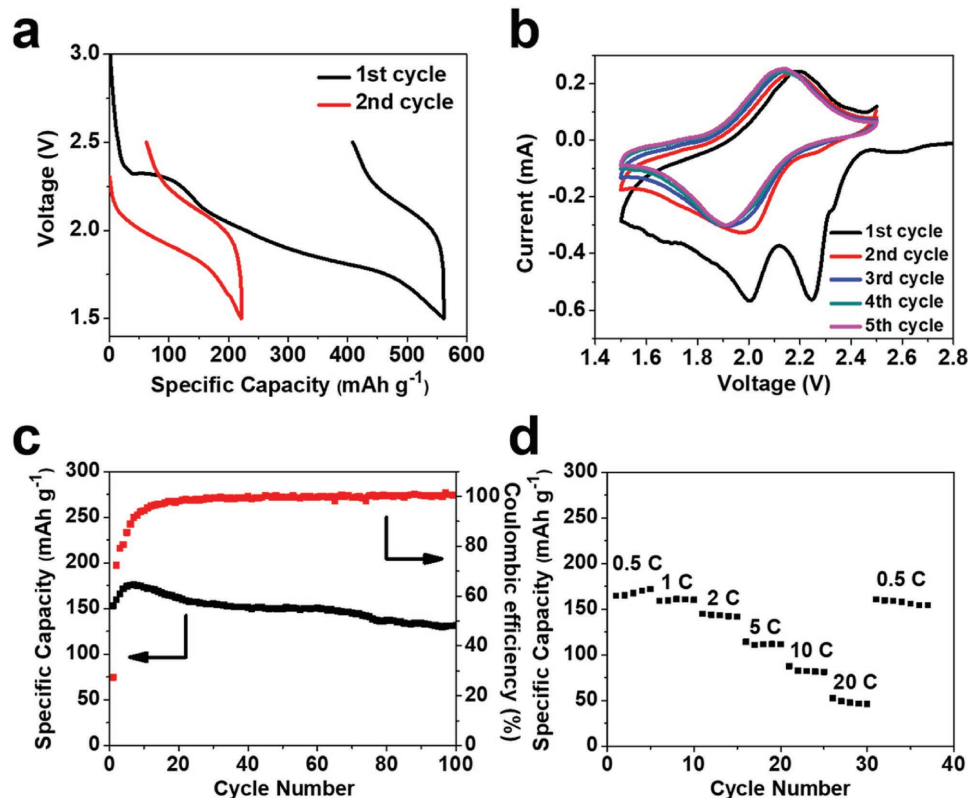 a
3.0
2.5
2.0
1.5
Voltage (V)
1st cycle
2nd cycle
0 100 200 300 400 500 600
Specific Capacity (mAh g⁻¹)
b
0.2
0.0
-0.2
-0.4
-0.6
Current (mA)
1st cycle
2nd cycle
3rd cycle
4th cycle
5th cycle
1.4 1.6 1.8 2.0 2.2 2.4 2.6 2.8
Voltage (V)
c
300
250
200
150
100
50
0
Specific Capacity (mAh g⁻¹)
100
80
60
40
20
0
Coulombic efficiency (%)
0 20 40 60 80 100
Cycle Number
d
300
250
200
150
100
50
0
Specific Capacity (mAh g⁻¹)
0.5 C
1 C
2 C
5 C
10 C
20 C
0.5 C
0 10 20 30 40
Cycle Number